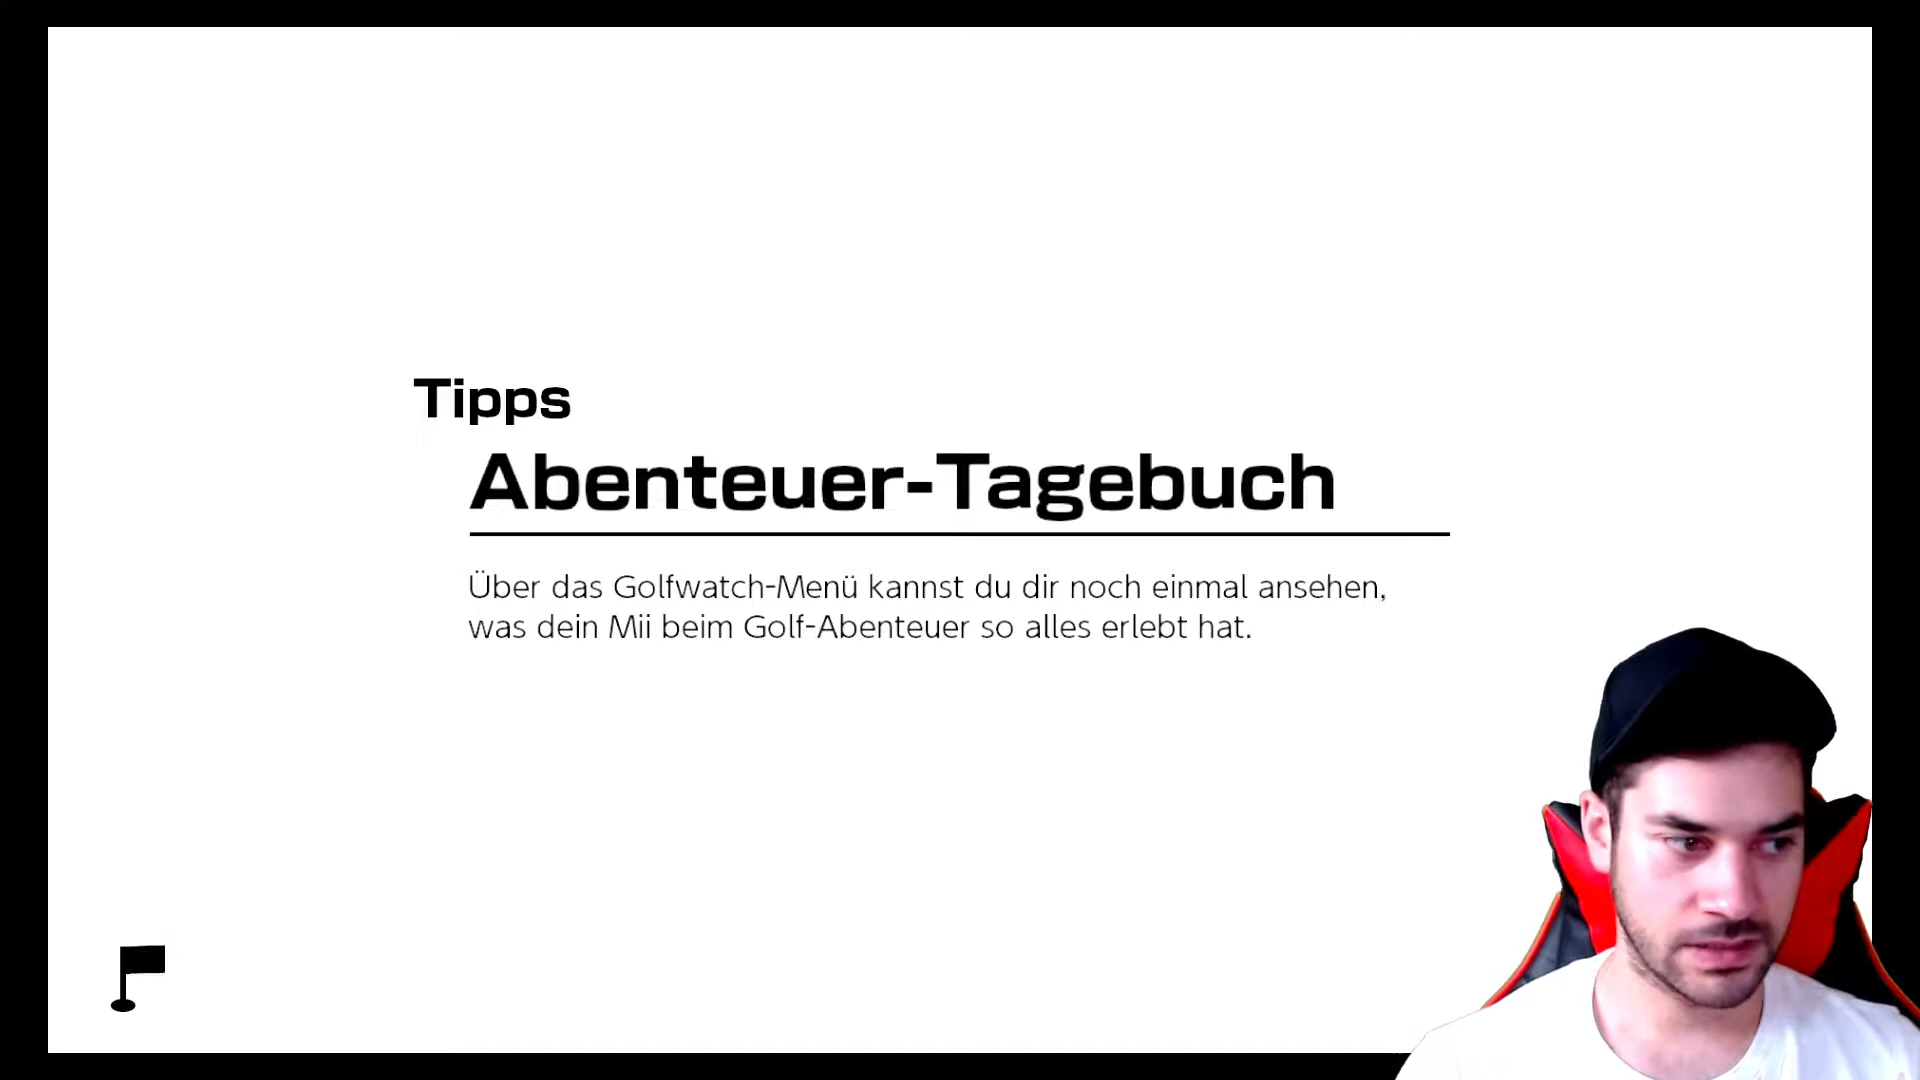 Tipps
Abenteuer-Tagebuch
Über das Golfwatch-Menü kannst du dir noch einmal ansehen,
was dein Mii beim Golf-Abenteuer so alles erlebt hat.